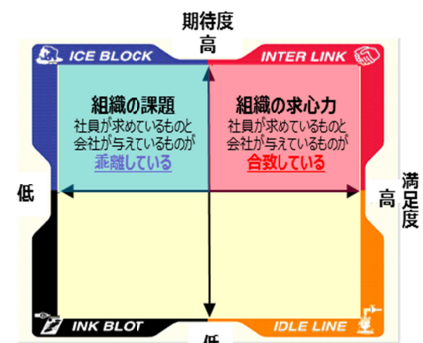 期待度
高
ICE BLOCK
INTER LINK
組織の課題
社員が求めているものと
会社が与えているものが
乖離している
組織の求心力
社員が求めているものと
会社が与えているものが
合致している
低
高
満足度
INK BLOT
IDLE LINE
低